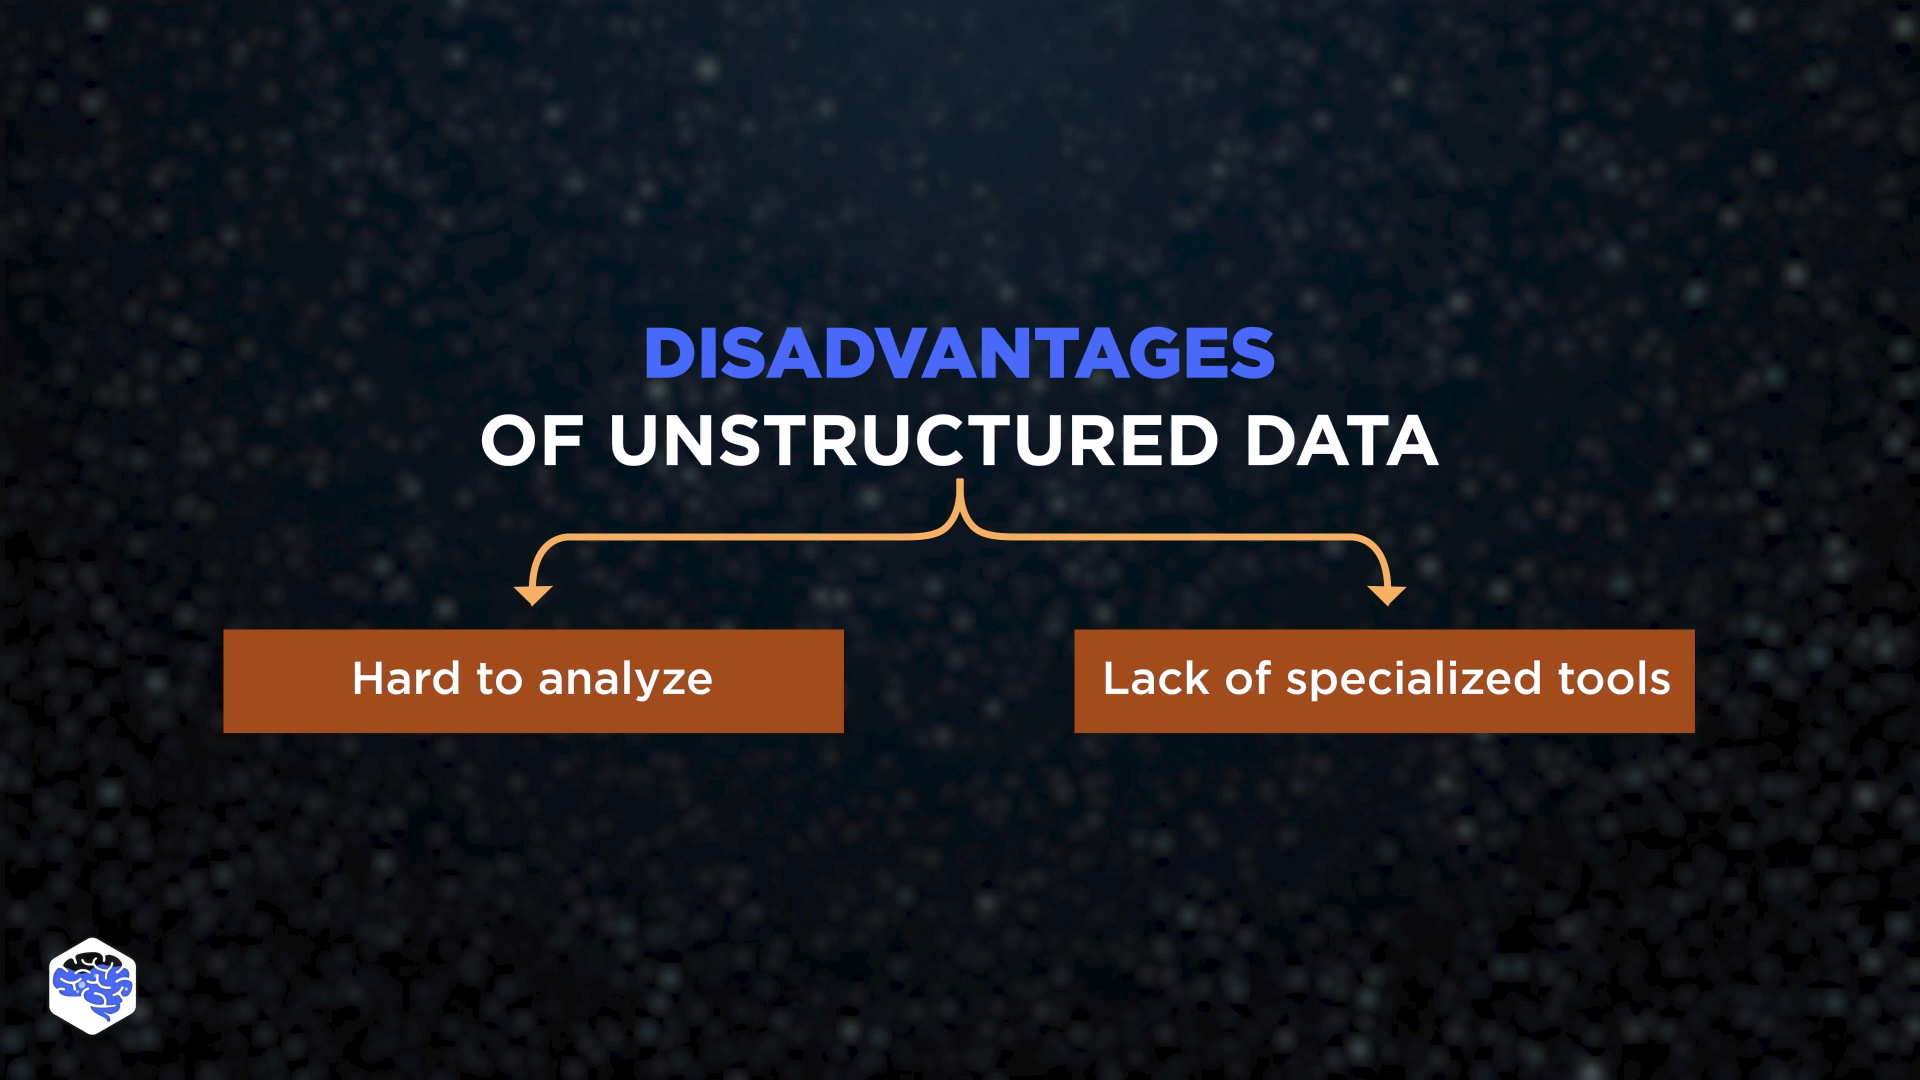 DISADVANTAGES
OF UNSTRUCTURED DATA
Hard to analyze
Lack of specialized tools